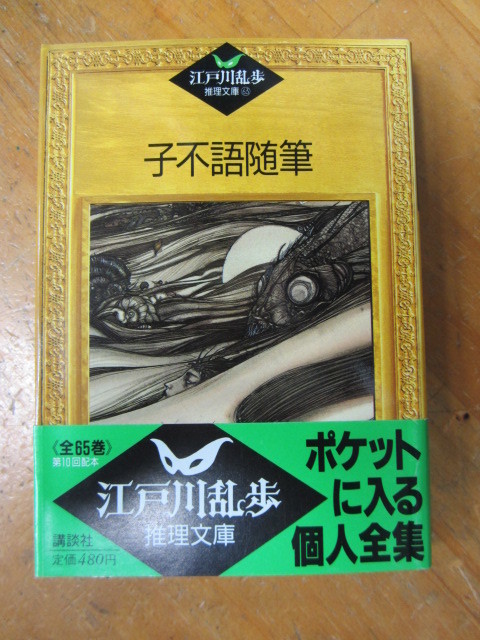 江戸川乱歩
推理文庫
子不語随筆
〈全65巻〉
第10回配本
江戸川乱歩
推理文庫
講談社
定価480円
ポケット
に入る
個人全集